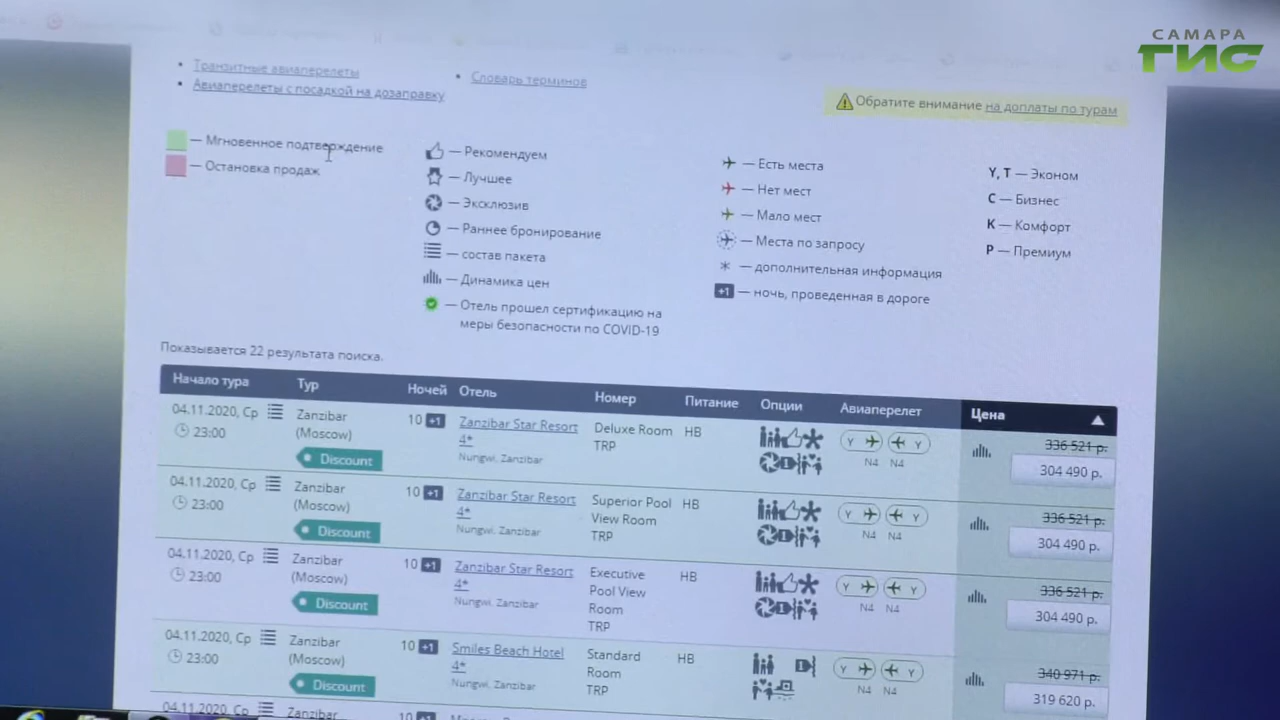 САМАРА
ГИС
Транзитные авиаперелеты
Словарь терминов
Авиаперелеты с посадкой на дозаправку
Обратите внимание на доплаты по турам
— Мгновенное подтверждение
— Остановка продаж
— Рекомендуем
— Лучшее
— Эксклюзив
— Раннее бронирование
— состав пакета
— Динамика цен
— Отель прошел сертификацию на
меры безопасности по COVID-19
— Есть места
— Нет мест
— Мало мест
— Места по запросу
* — дополнительная информация
+1 — ночь, проведенная в дороге
Y, T — Эконом
C — Бизнес
K — Комфорт
P — Премиум
Показывается 22 результата поиска.
Начало тура Тур Ночей Отель Номер Питание Опции Авиаперелет Цена
04.11.2020, Ср Zanzibar 10 +1 Zanzibar Star Resort Deluxe Room HB Y Y 336 521 р.
23:00 (Moscow) 4* TRP N4 N4 304 490 р.
Discount Nungwi, Zanzibar
04.11.2020, Ср Zanzibar 10 +1 Zanzibar Star Resort Superior Pool HB Y Y 336 521 р.
23:00 (Moscow) 4* View Room N4 N4 304 490 р.
Discount Nungwi, Zanzibar TRP
04.11.2020, Ср Zanzibar 10 +1 Zanzibar Star Resort Executive HB Y Y 336 521 р.
23:00 (Moscow) 4* Pool View N4 N4 304 490 р.
Discount Nungwi, Zanzibar Room
TRP
04.11.2020, Ср Zanzibar 10 +1 Smiles Beach Hotel Standard HB Y Y 340 971 р.
23:00 (Moscow) 4* Room N4 N4 319 620 р.
Discount Nungwi, Zanzibar TRP
04.11.2020, Ср Zanzibar 10 +1